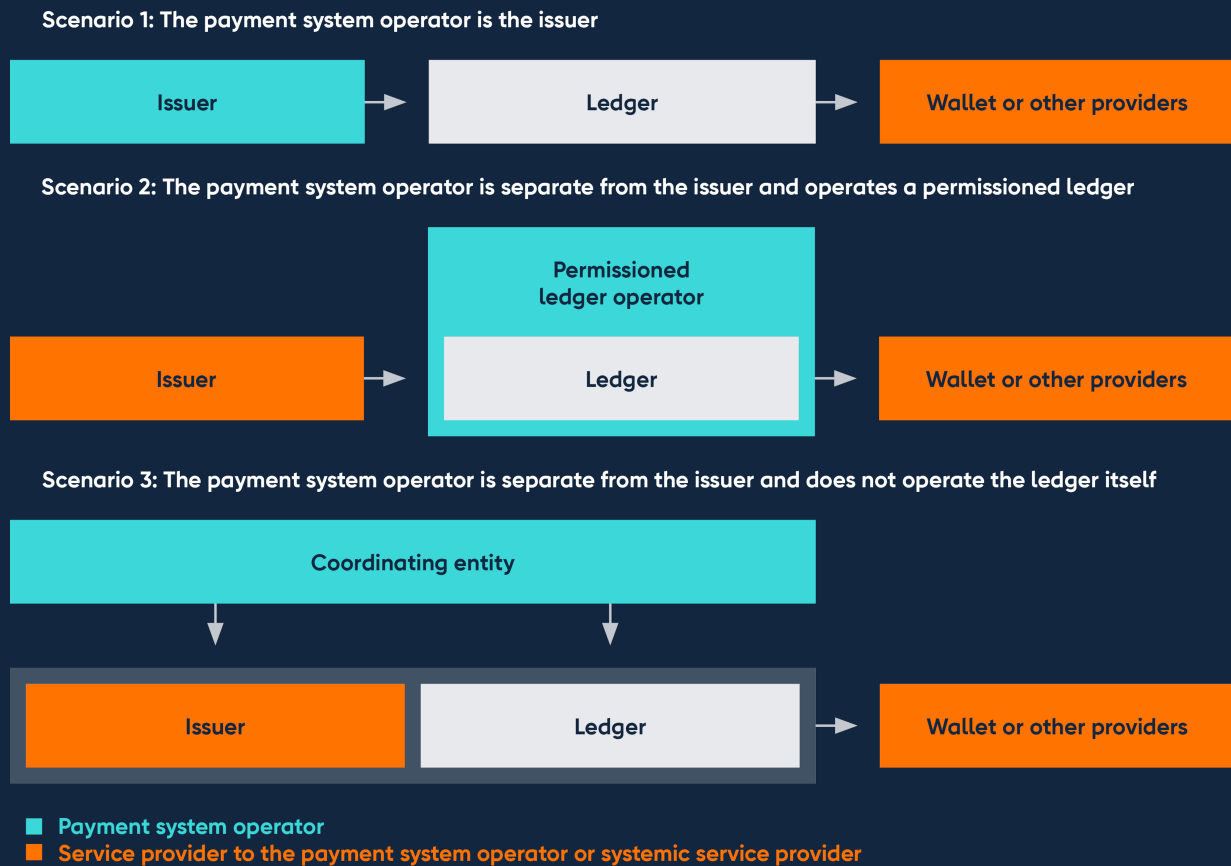 Scenario 1: The payment system operator is the issuer
Issuer
Ledger
Wallet or other providers
Scenario 2: The payment system operator is separate from the issuer and operates a permissioned ledger
Permissioned
ledger operator
Issuer
Ledger
Wallet or other providers
Scenario 3: The payment system operator is separate from the issuer and does not operate the ledger itself
Coordinating entity
Issuer
Ledger
Wallet or other providers
Payment system operator
Service provider to the payment system operator or systemic service provider